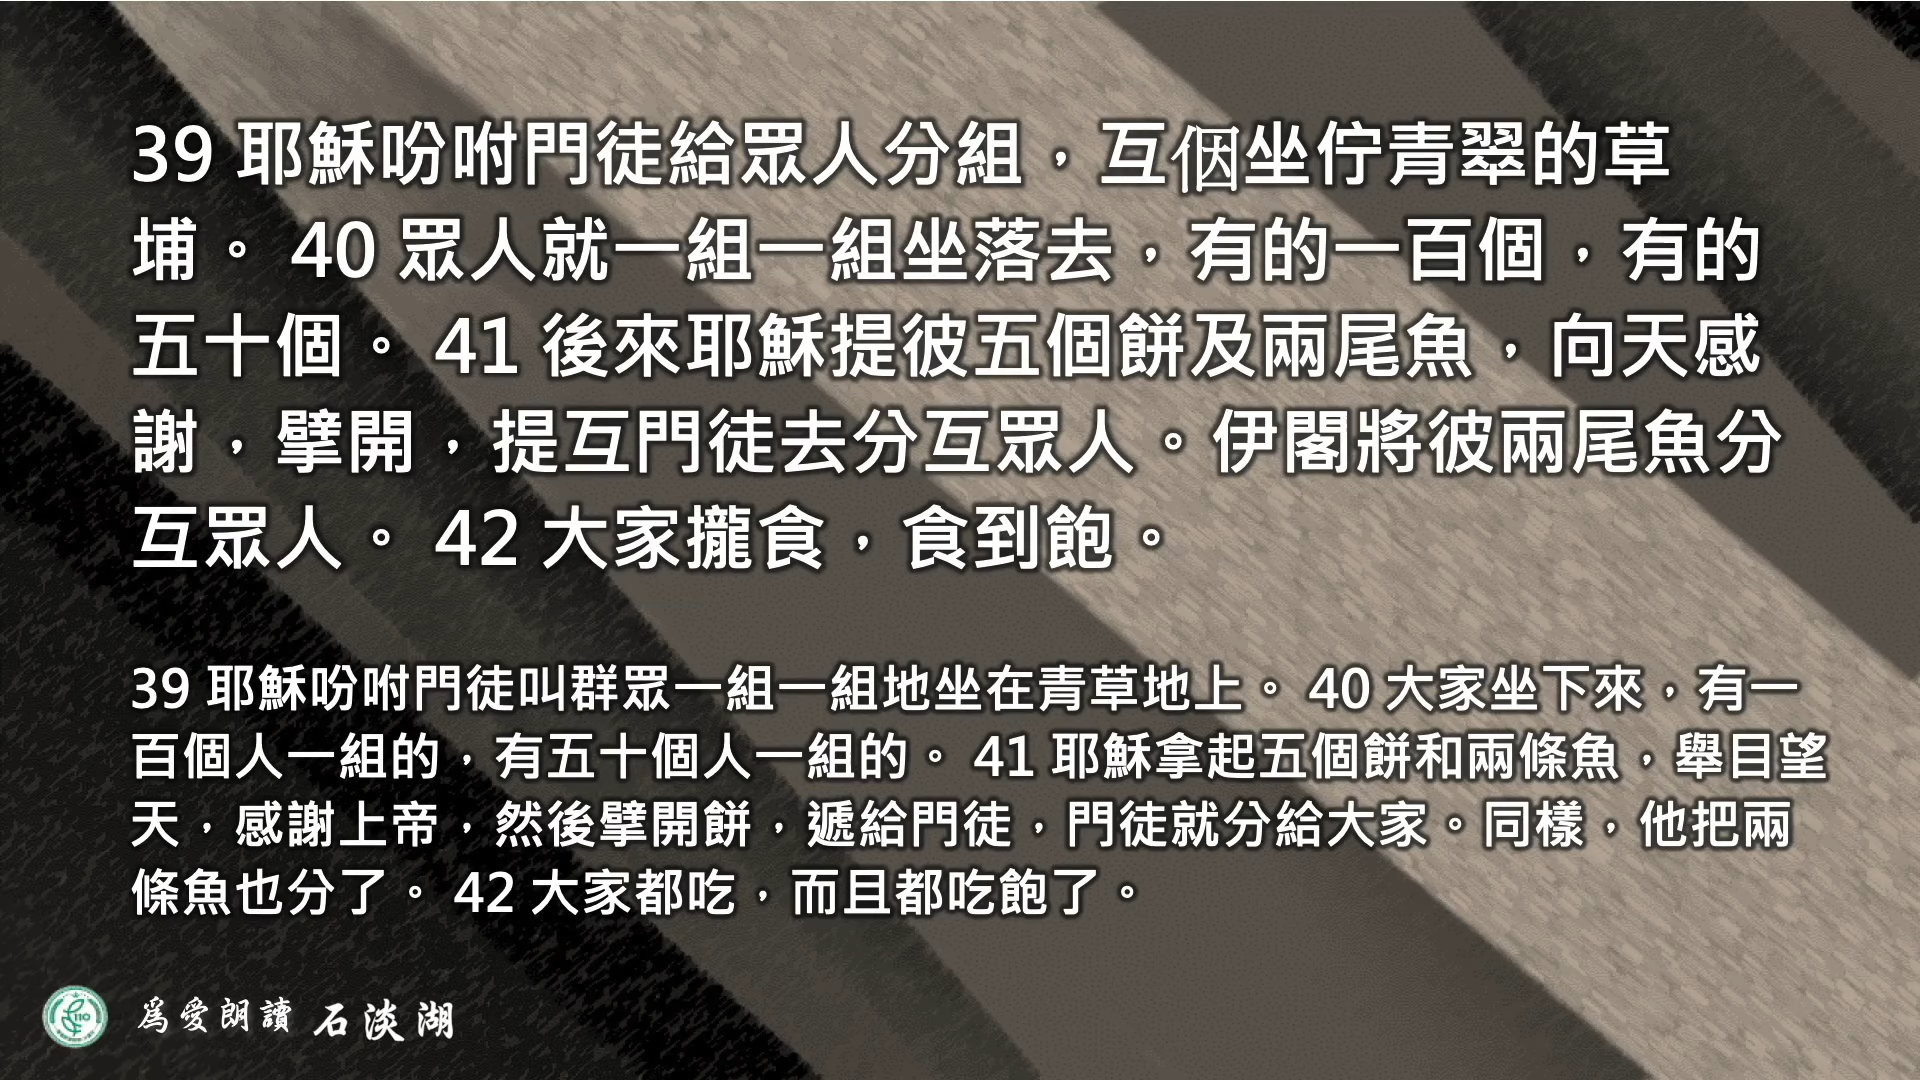 39 耶穌吩咐門徒給眾人分組，互𪜶坐佇青翠的草
埔。 40 眾人就一組一組坐落去，有的一百個，有的
五十個。 41 後來耶穌提彼五個餅及兩尾魚，向天感
謝，擘開，提互門徒去分互眾人。伊閣將彼兩尾魚分
互眾人。 42 大家攏食，食到飽。
39 耶穌吩咐門徒叫群眾一組一組地坐在青草地上。 40 大家坐下來，有一
百個人一組的，有五十個人一組的。 41 耶穌拿起五個餅和兩條魚，舉目望
天，感謝上帝，然後擘開餅，遞給門徒，門徒就分給大家。同樣，他把兩
條魚也分了。 42 大家都吃，而且都吃飽了。
110
為愛朗讀 石淡湖